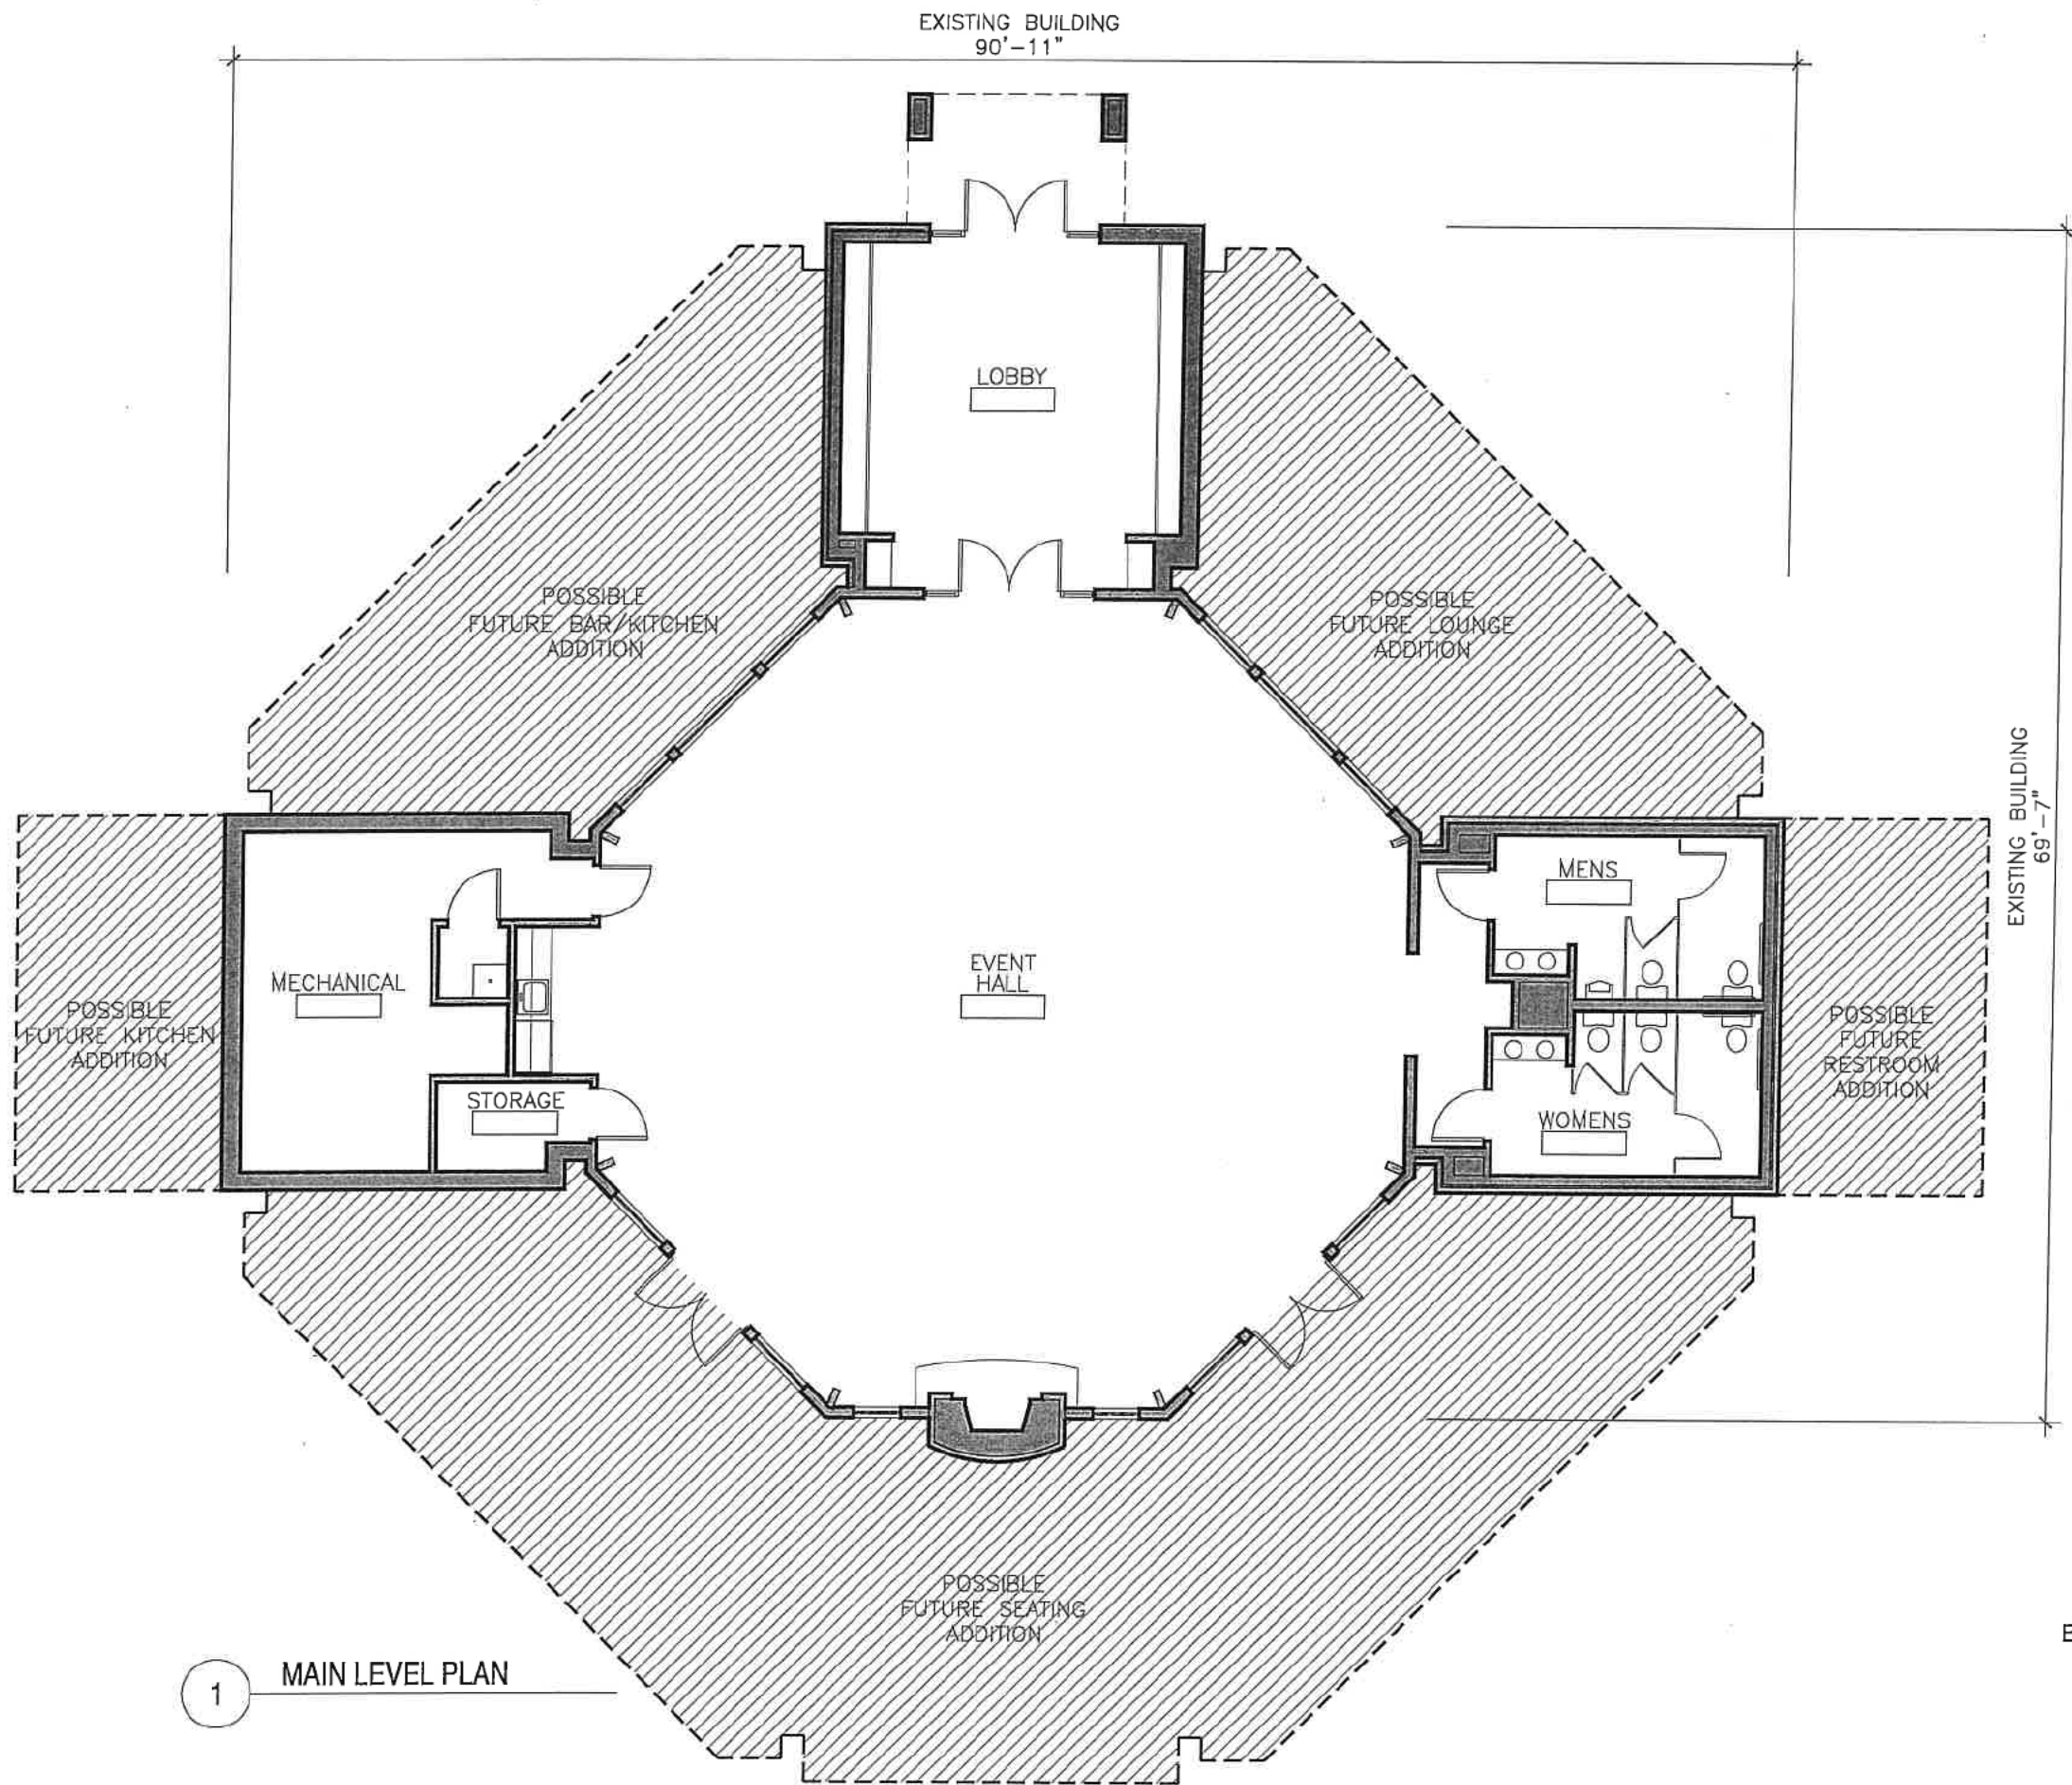 EXISTING BUILDING
90'-11"
LOBBY
POSSIBLE
FUTURE BAR/KITCHEN
ADDITION
POSSIBLE
FUTURE LOUNGE
ADDITION
EXISTING BUILDING
69'-7"
MENS
MECHANICAL
EVENT
HALL
POSSIBLE
FUTURE KITCHEN
ADDITION
POSSIBLE
FUTURE
RESTROOM
ADDITION
STORAGE
WOMENS
POSSIBLE
FUTURE SEATING
ADDITION
1
MAIN LEVEL PLAN